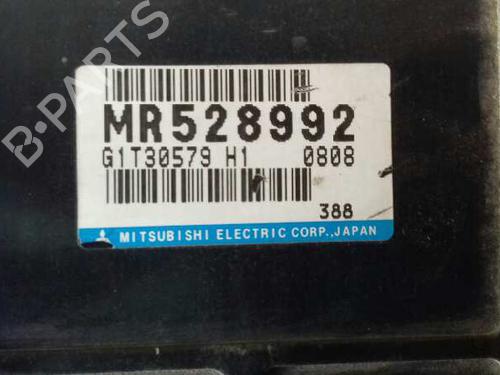 B-PARTS
MR528992
G1T30579 H1 0808
388
MITSUBISHI ELECTRIC CORP.,JAPAN